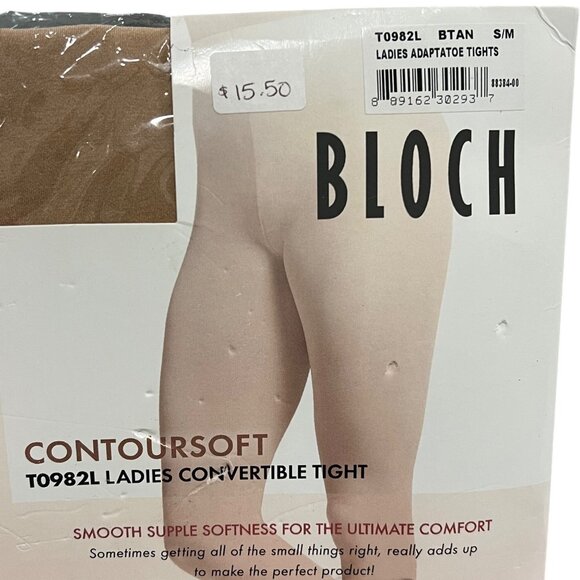 T0982L BTAN S/M
LADIES ADAPTATOE TIGHTS
88384-00
8 89162 30293 7
$15.50
BLOCH
CONTOURSOFT
T0982L LADIES CONVERTIBLE TIGHT
SMOOTH SUPPLE SOFTNESS FOR THE ULTIMATE COMFORT
Sometimes getting all of the small things right, really adds up
to make the perfect product!